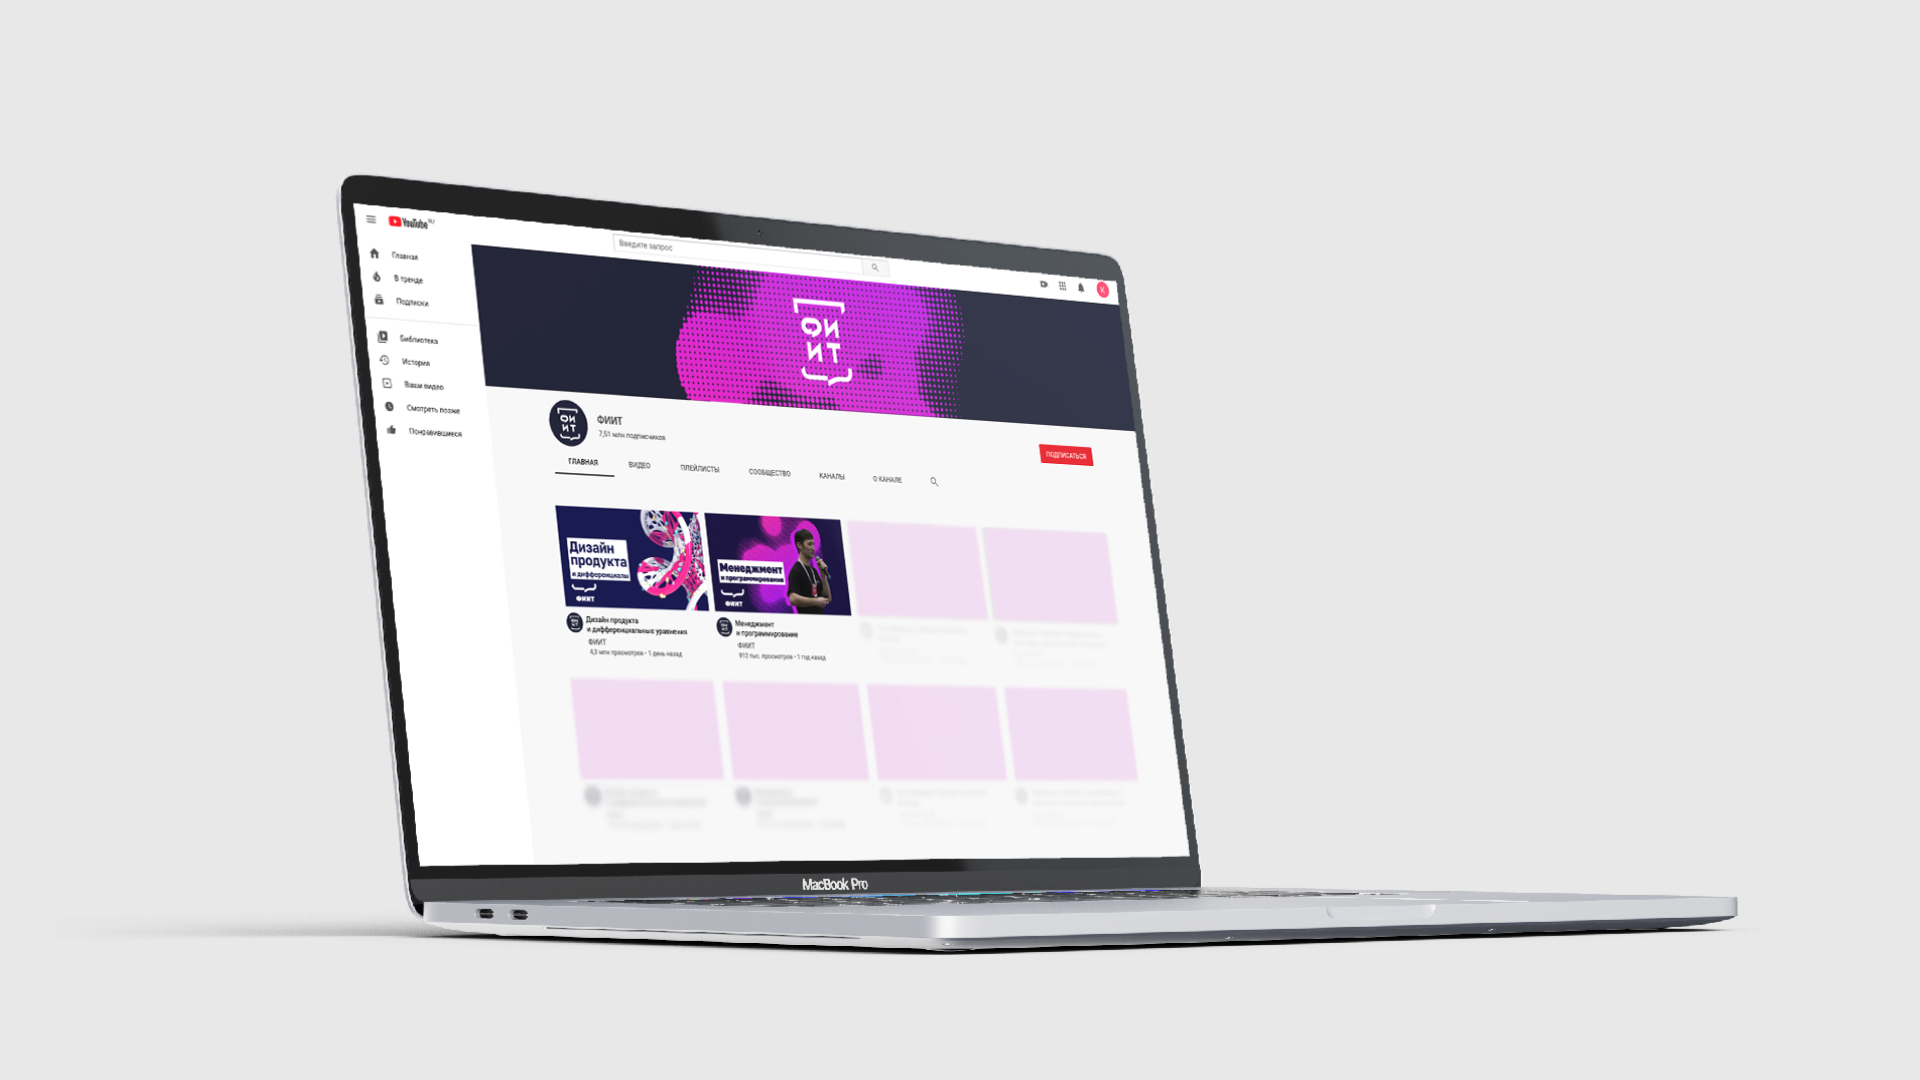 YouTube RU
Введите запрос
Главная
В тренде
Подписки
Библиотека
История
Ваши видео
Смотреть позже
Понравившиеся
K
ФИ
ИТ
ФИ
ИТ
ФИИТ
7,51 млн подписчиков
ПОДПИСАТЬСЯ
ГЛАВНАЯ
ВИДЕО
ПЛЕЙЛИСТЫ
СООБЩЕСТВО
КАНАЛЫ
О КАНАЛЕ
Дизайн
продукта
и дифференциалы
ФИИТ
Менеджмент
и программирование
ФИИТ
Дизайн продукта
и дифференциальные уравнения
ФИИТ
4,3 млн просмотров • 1 день назад
Менеджмент
и программирование
ФИИТ
912 тыс. просмотров • 1 год назад
MacBook Pro